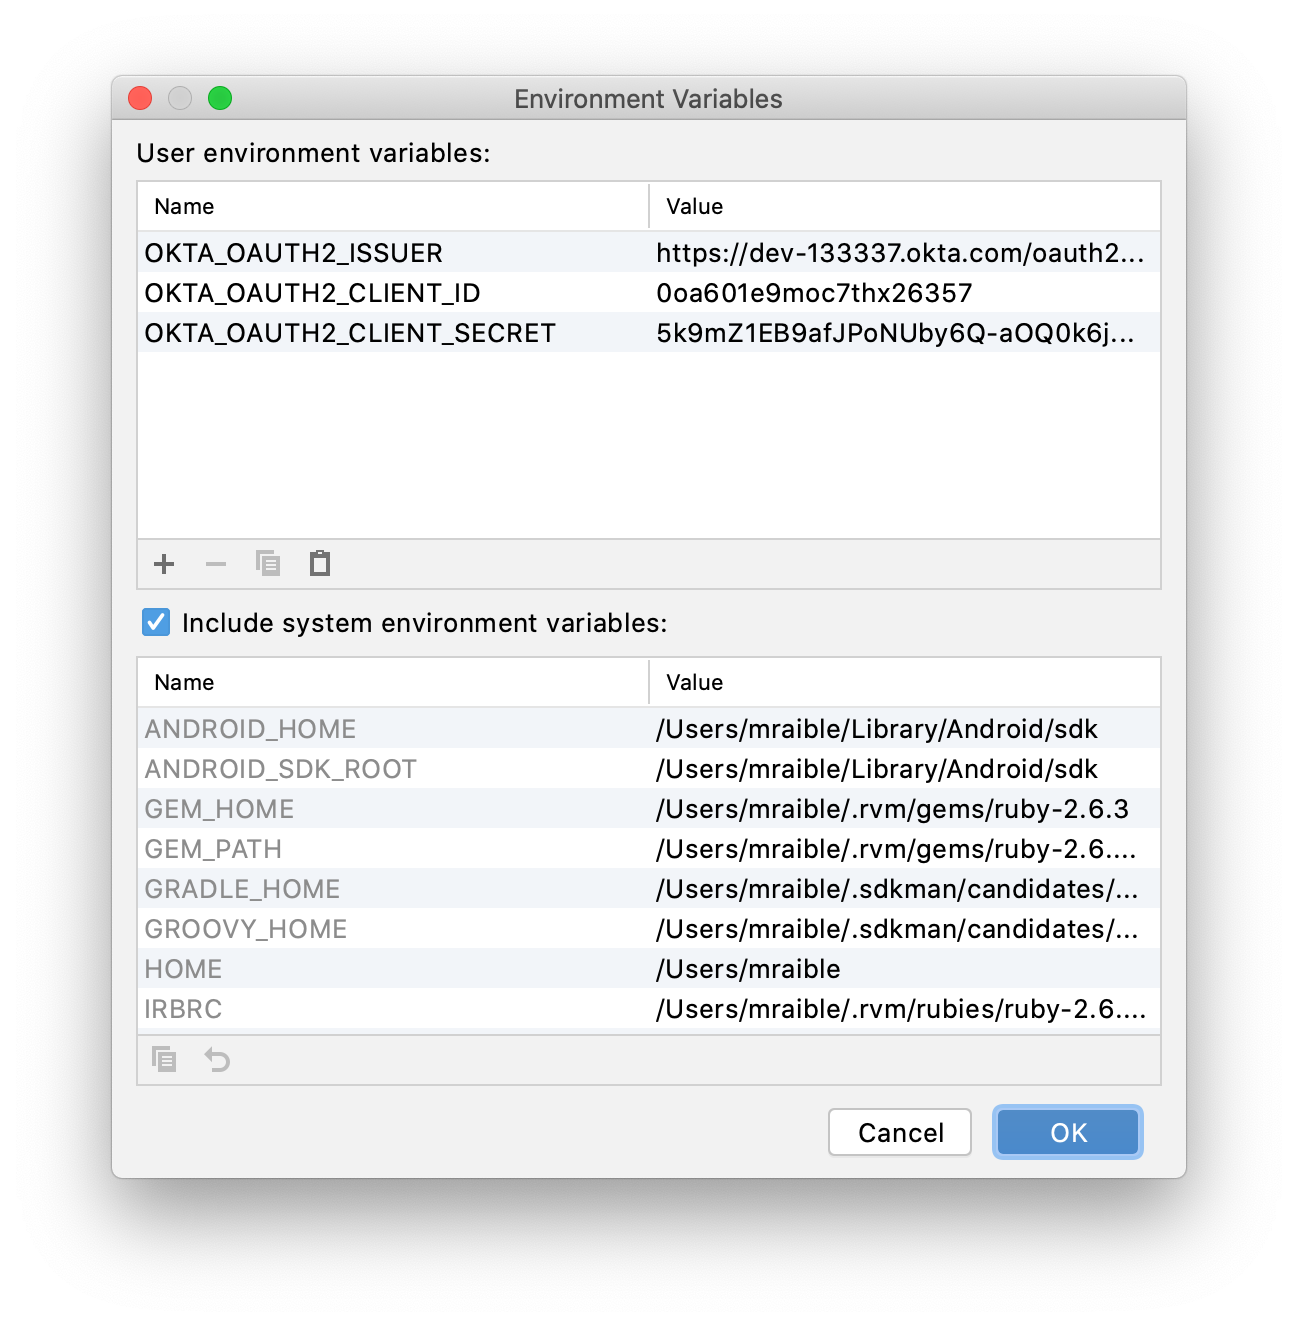 Environment Variables
User environment variables:
Name Value
OKTA_OAUTH2_ISSUER https://dev-133337.okta.com/oauth2...
OKTA_OAUTH2_CLIENT_ID 0oa601e9moc7thx26357
OKTA_OAUTH2_CLIENT_SECRET 5k9mZ1EB9afJPoNUby6Q-aOQ0k6j...
Include system environment variables:
Name Value
ANDROID_HOME /Users/mraible/Library/Android/sdk
ANDROID_SDK_ROOT /Users/mraible/Library/Android/sdk
GEM_HOME /Users/mraible/.rvm/gems/ruby-2.6.3
GEM_PATH /Users/mraible/.rvm/gems/ruby-2.6....
GRADLE_HOME /Users/mraible/.sdkman/candidates/...
GROOVY_HOME /Users/mraible/.sdkman/candidates/...
HOME /Users/mraible
IRBRC /Users/mraible/.rvm/rubies/ruby-2.6....
Cancel OK